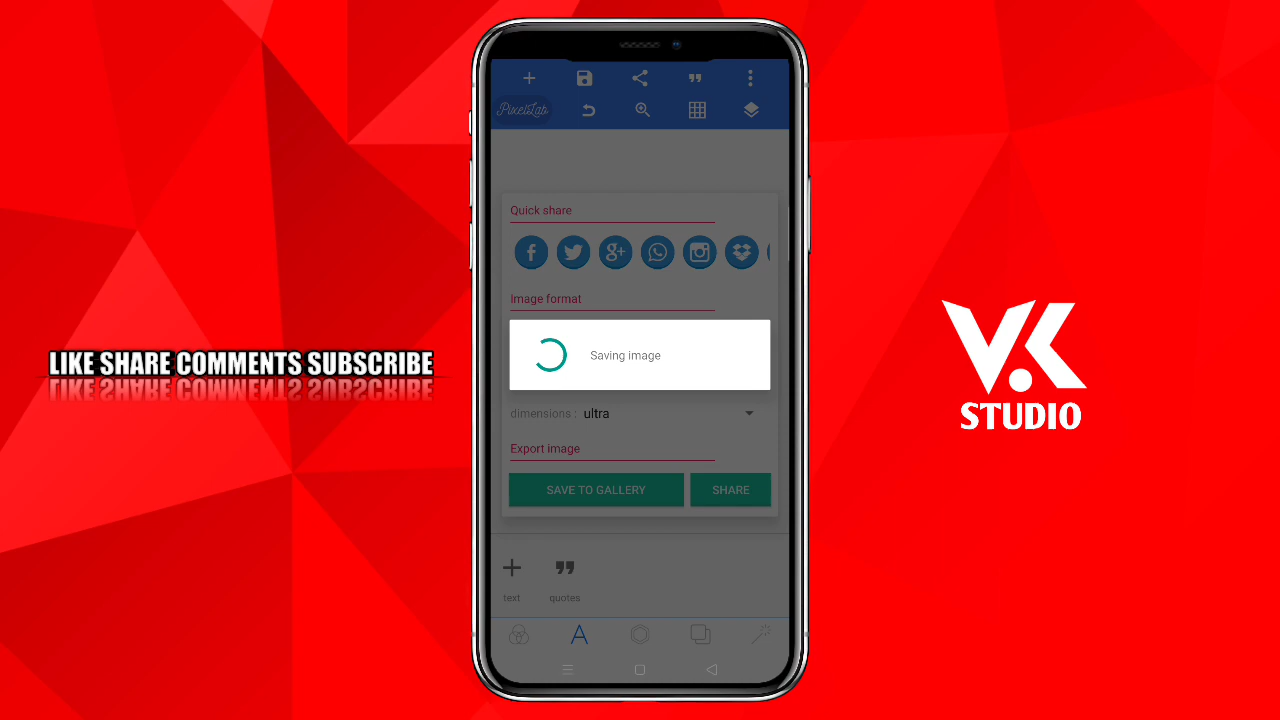 PixelLab
Quick share
Image format
Saving image
dimensions : ultra
Export image
SAVE TO GALLERY SHARE
text quotes
LIKE SHARE COMMENTS SUBSCRIBE
VK
STUDIO